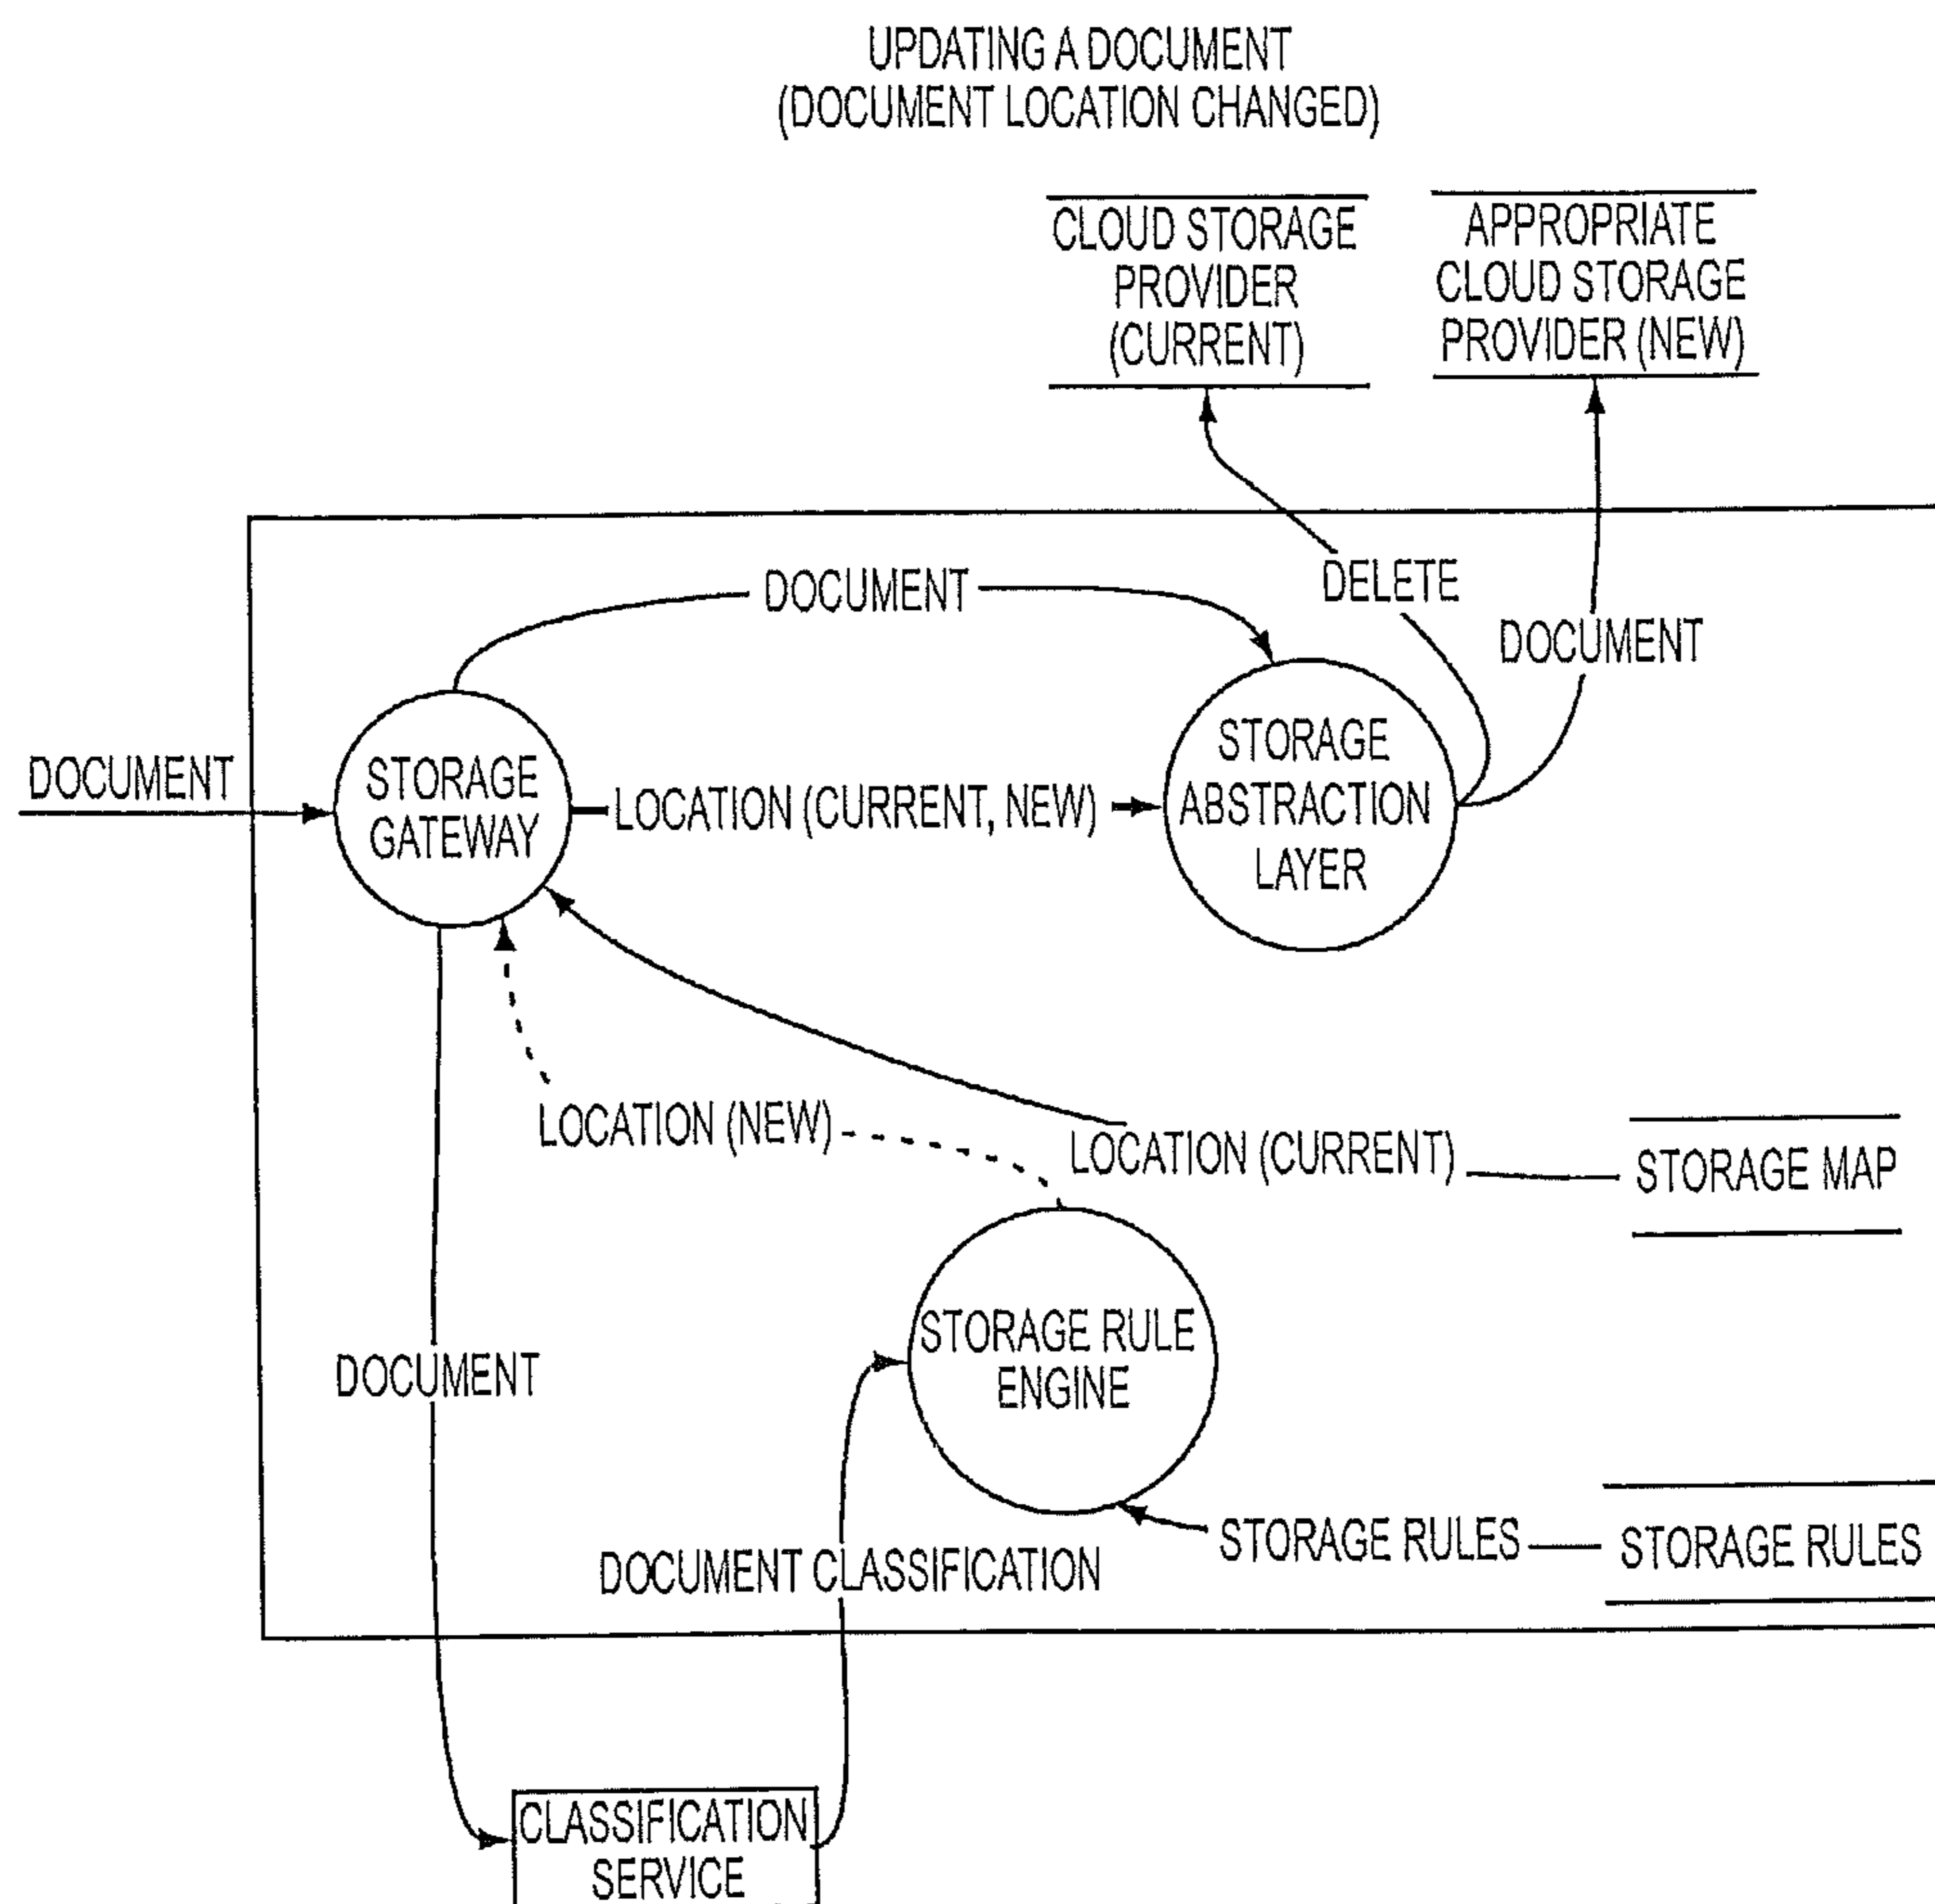 UPDATING A DOCUMENT
(DOCUMENT LOCATION CHANGED)
CLOUD STORAGE
PROVIDER
(CURRENT)
APPROPRIATE
CLOUD STORAGE
PROVIDER (NEW)
DELETE
DOCUMENT
DOCUMENT
DOCUMENT
STORAGE
GATEWAY
LOCATION (CURRENT, NEW)
STORAGE
ABSTRACTION
LAYER
LOCATION (NEW)
LOCATION (CURRENT)
STORAGE MAP
STORAGE RULE
ENGINE
DOCUMENT
STORAGE RULES
STORAGE RULES
DOCUMENT CLASSIFICATION
CLASSIFICATION
SERVICE